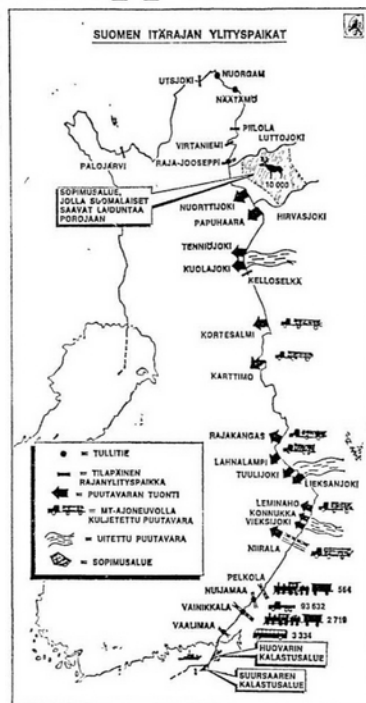 SUOMEN ITÄRAJAN YLITYSPAIKAT
NUORGAM
UTSJOKI
NÄÄTÄMÖ
PIILOLA
LUTTOJOKI
VIRTANIEMI
PALOJÄRVI
RAJA-JOOSEPPI
10 000
SOPIMUSALUE,
JOLLA SUOMALAISET
SAAVAT LAIDUNTAA
POROJAAN
NUORTTIJOKI
HIRVASJOKI
PAPUHAARA
TENNIÖJOKI
KUOLAJOKI
KELLOSELKÄ
KORTESALMI
KARTTIMO
RAJAKANGAS
LAHNALAMPI
TUULIJOKI
LIEKSANJOKI
LEMINAHO
KONNUKKA
VIEKSIJOKI
NIIRALA
= TULLITIE
= TILAPÄINEN
RAJANYLITYSPAIKKA
= PUUTAVARAN TUONTI
= MT-AJONEUVOLLA
KULJETETTU PUUTAVARA
= UITETTU PUUTAVARA
= SOPIMUSALUE
PELKOLA
NUIJAMAA
564
VAINIKKALA
93 632
2 719
VAALIMAA
3 334
HUOVARIN
KALASTUSALUE
SUURSAAREN
KALASTUSALUE